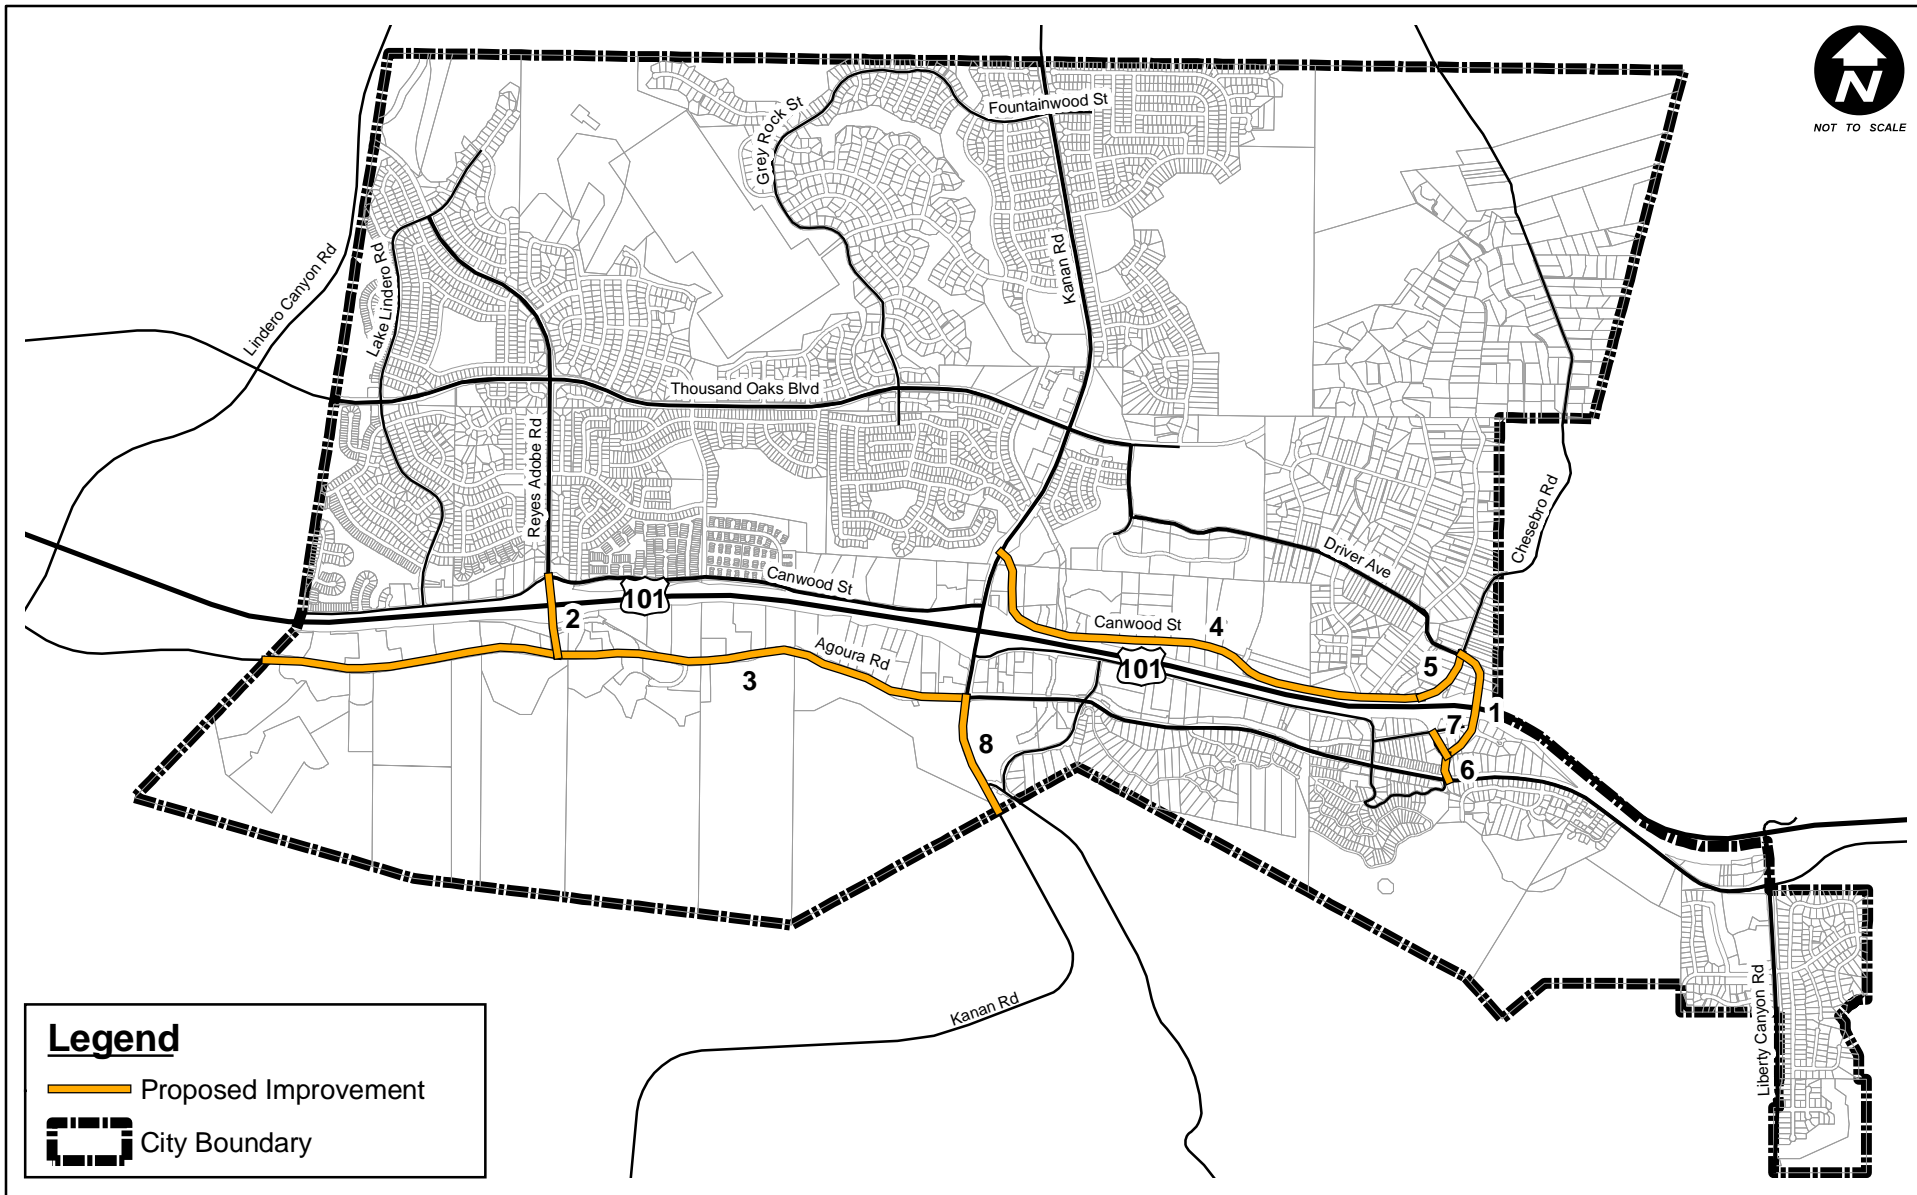 N
NOT TO SCALE
Fountainwood St
Grey Rock St
Kanan Rd
Lindero Canyon Rd
Lake Lindero Rd
Thousand Oaks Blvd
Reyes Adobe Rd
Chesebro Rd
Driver Ave
Canwood St
101
2
Canwood St
4
Agoura Rd
101
5
3
1
7
8
6
Kanan Rd
Liberty Canyon Rd
Legend
Proposed Improvement
City Boundary